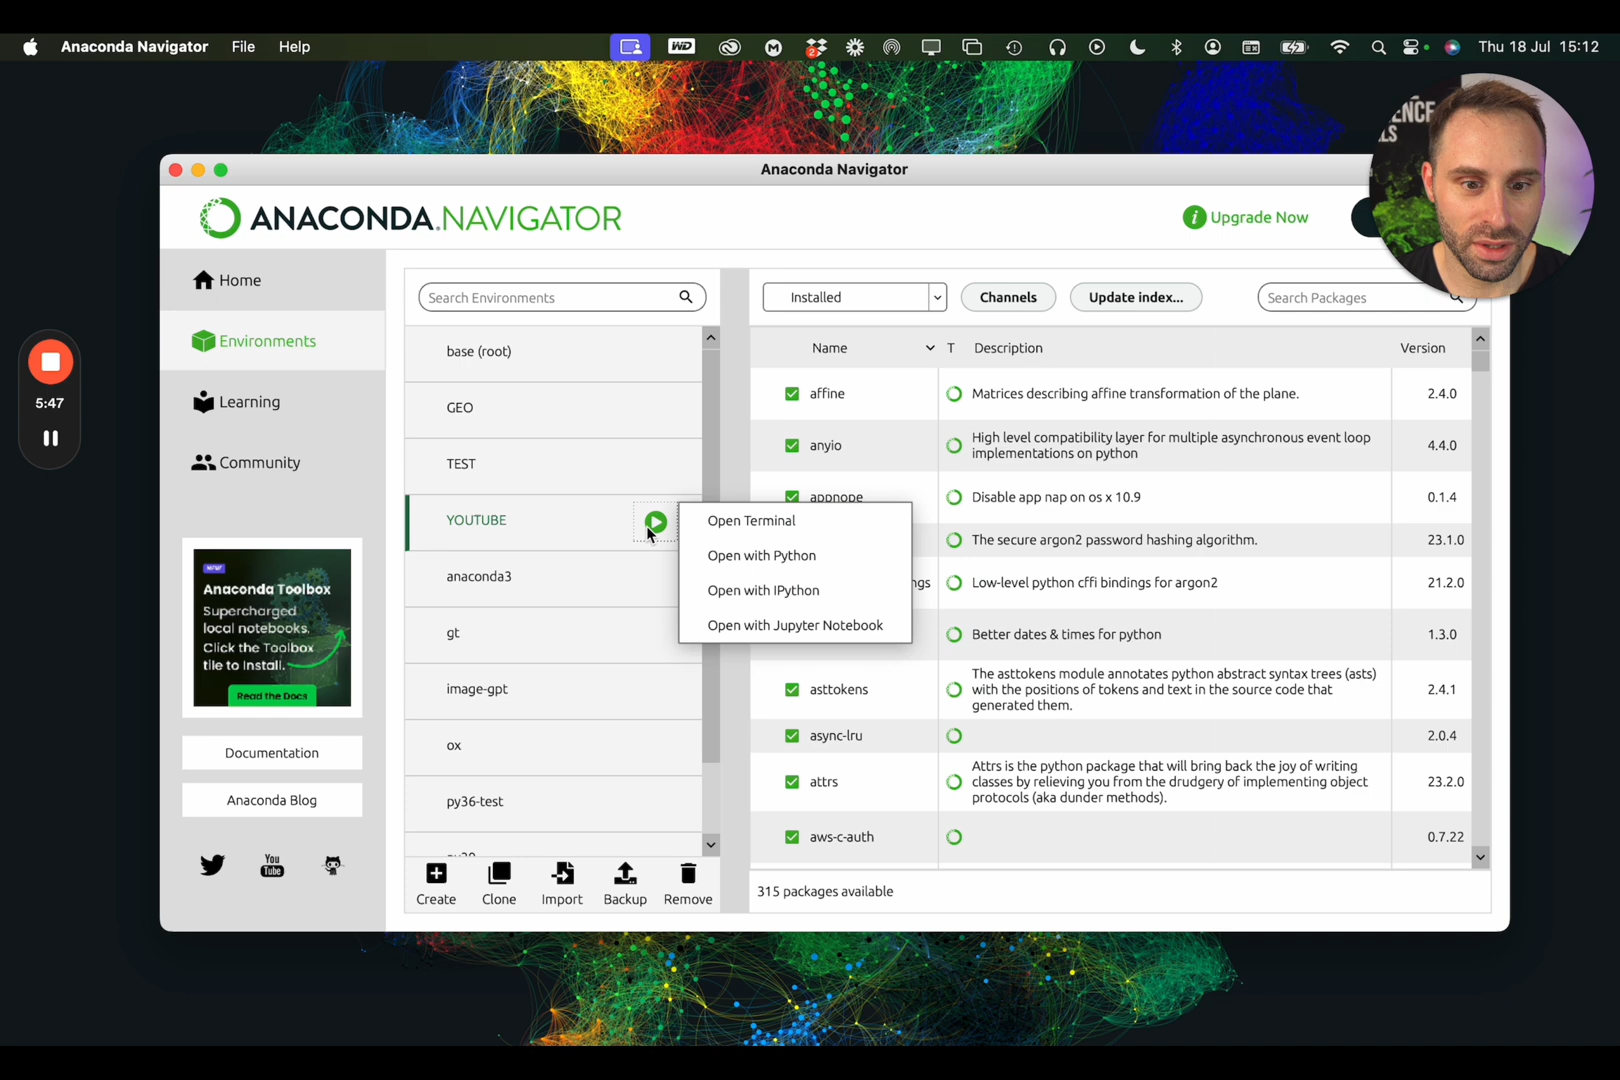 Anaconda Navigator File Help
WD
2
Thu 18 Jul 15:12
ENCE
LS
Anaconda Navigator
ANACONDA.NAVIGATOR
i Upgrade Now
Home
Environments
Learning
Community
5:47
NEW
Anaconda Toolbox
Supercharged
local notebooks.
Click the Toolbox
tile to install.
Read the Docs
Documentation
Anaconda Blog
You
Tube
Search Environments
base (root)
GEO
TEST
YOUTUBE
anaconda3
gt
image-gpt
ox
py36-test
Create Clone Import Backup Remove
Open Terminal
Open with Python
Open with IPython
Open with Jupyter Notebook
Installed Channels Update index... Search Packages
Name T Description Version
affine Matrices describing affine transformation of the plane. 2.4.0
anyio High level compatibility layer for multiple asynchronous event loop
implementations on python 4.4.0
appnope Disable app nap on os x 10.9 0.1.4
The secure argon2 password hashing algorithm. 23.1.0
ngs Low-level python cffi bindings for argon2 21.2.0
Better dates & times for python 1.3.0
asttokens The asttokens module annotates python abstract syntax trees (asts)
with the positions of tokens and text in the source code that 2.4.1
generated them.
async-lru 2.0.4
Attrs is the python package that will bring back the joy of writing
attrs classes by relieving you from the drudgery of implementing object 23.2.0
protocols (aka dunder methods).
aws-c-auth 0.7.22
315 packages available